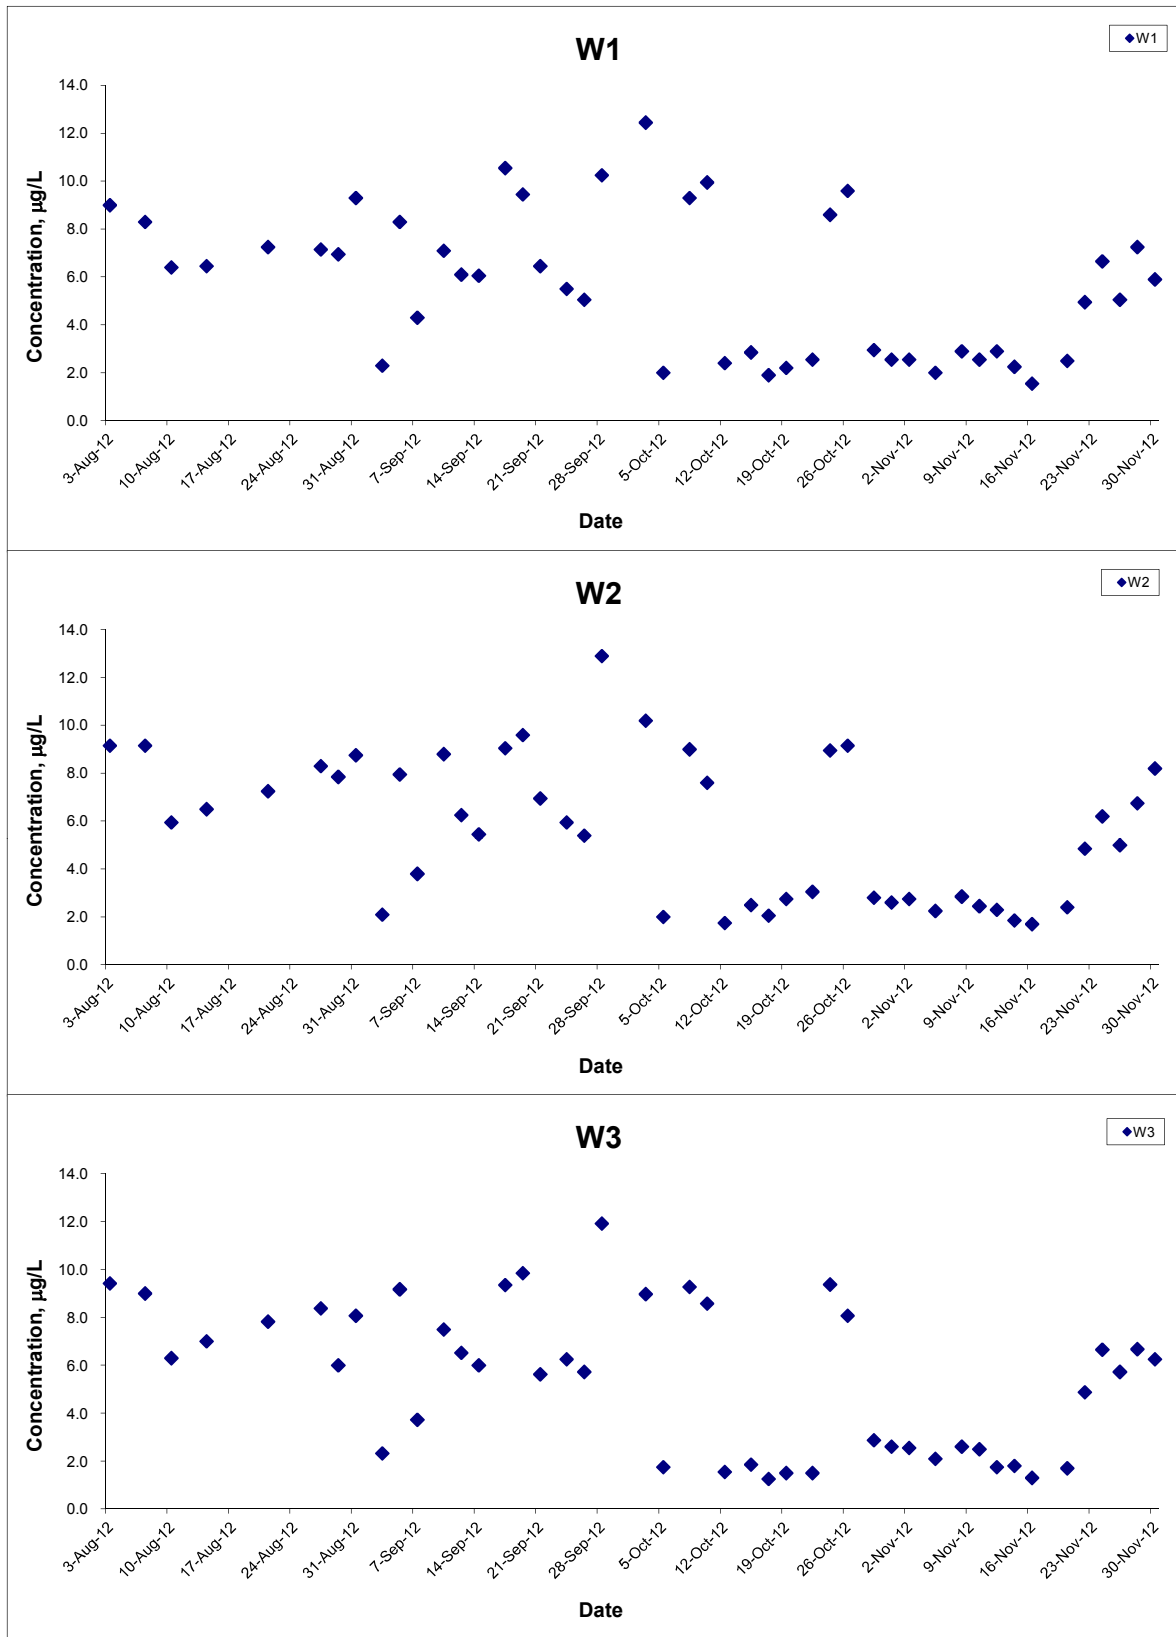 W1
W1
14.0
12.0
10.0
8.0
6.0
4.0
2.0
0.0
Concentration, µg/L
3-Aug-12
10-Aug-12
17-Aug-12
24-Aug-12
31-Aug-12
7-Sep-12
14-Sep-12
21-Sep-12
28-Sep-12
5-Oct-12
12-Oct-12
19-Oct-12
26-Oct-12
2-Nov-12
9-Nov-12
16-Nov-12
23-Nov-12
30-Nov-12
Date
W2
W2
14.0
12.0
10.0
8.0
6.0
4.0
2.0
0.0
Concentration, µg/L
3-Aug-12
10-Aug-12
17-Aug-12
24-Aug-12
31-Aug-12
7-Sep-12
14-Sep-12
21-Sep-12
28-Sep-12
5-Oct-12
12-Oct-12
19-Oct-12
26-Oct-12
2-Nov-12
9-Nov-12
16-Nov-12
23-Nov-12
30-Nov-12
Date
W3
W3
14.0
12.0
10.0
8.0
6.0
4.0
2.0
0.0
Concentration, µg/L
3-Aug-12
10-Aug-12
17-Aug-12
24-Aug-12
31-Aug-12
7-Sep-12
14-Sep-12
21-Sep-12
28-Sep-12
5-Oct-12
12-Oct-12
19-Oct-12
26-Oct-12
2-Nov-12
9-Nov-12
16-Nov-12
23-Nov-12
30-Nov-12
Date